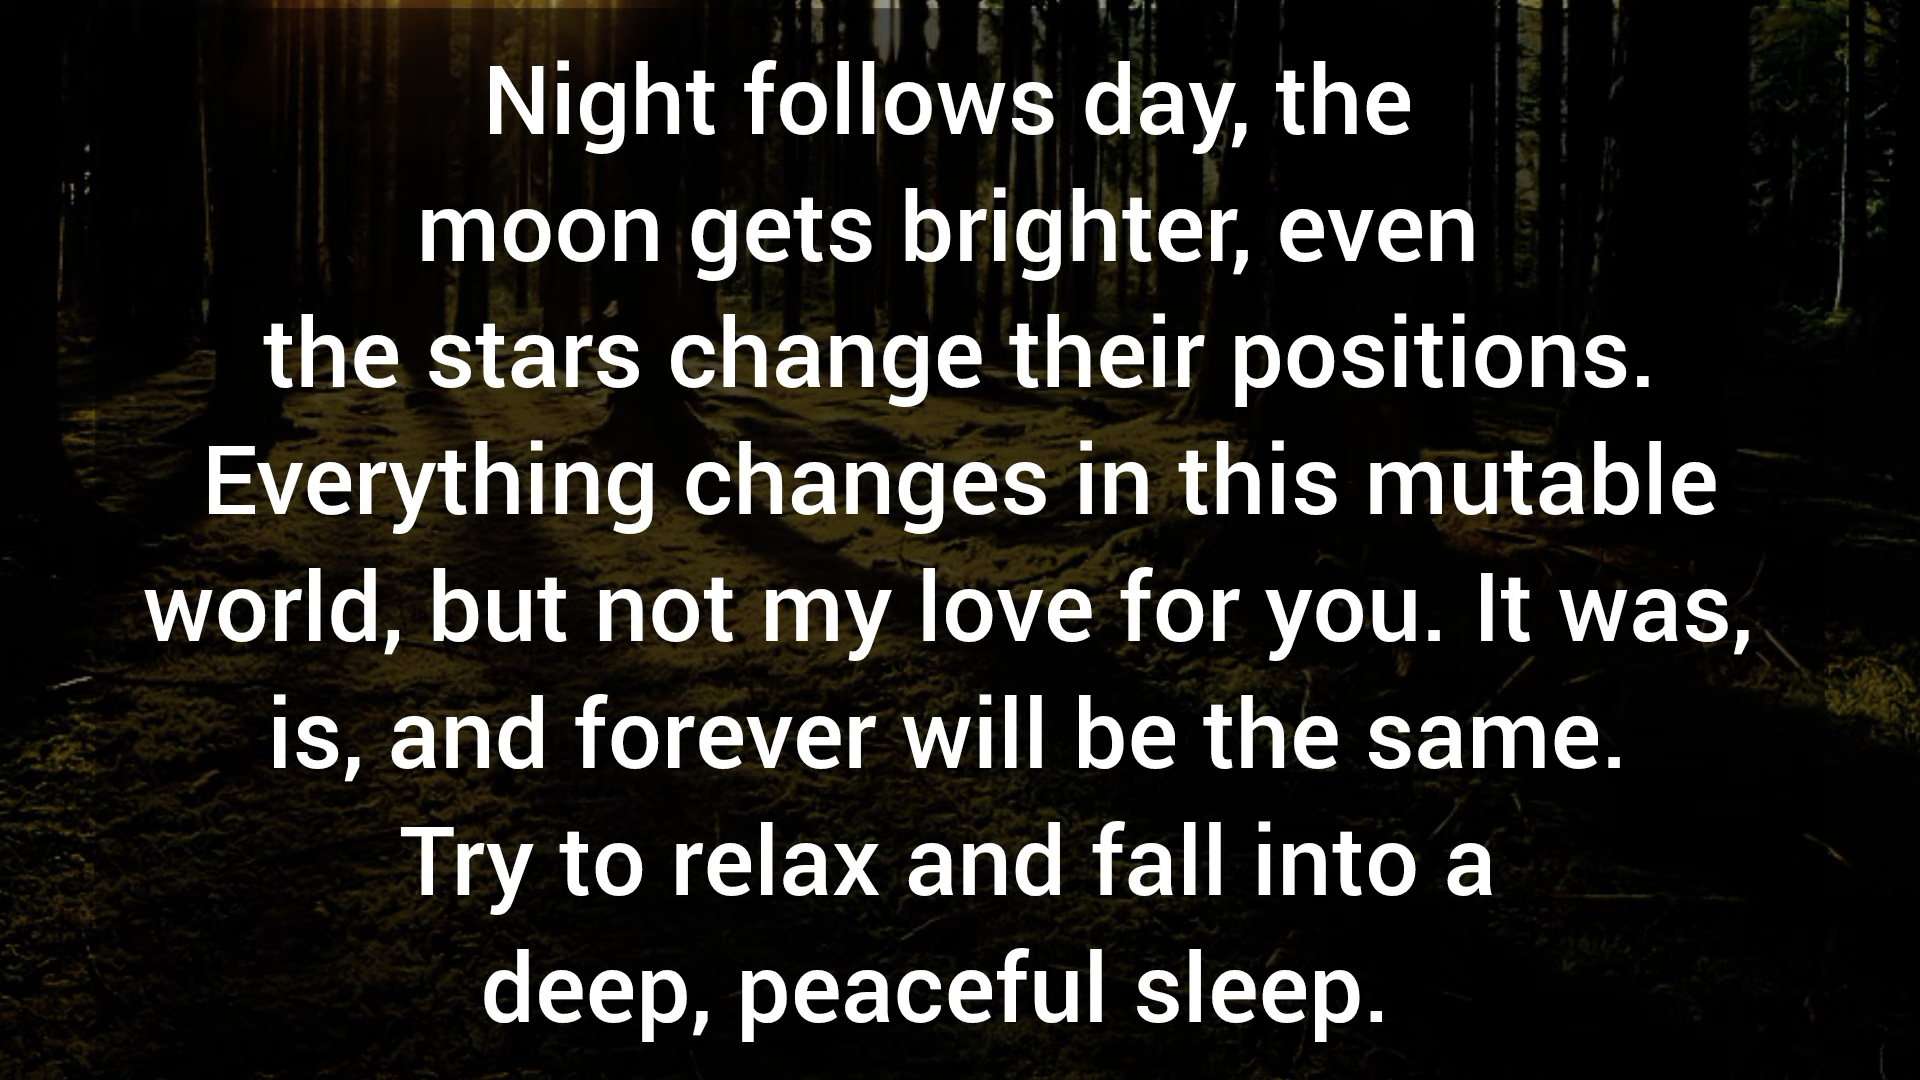 Night follows day, the
moon gets brighter, even
the stars change their positions.
Everything changes in this mutable
world, but not my love for you. It was,
is, and forever will be the same.
Try to relax and fall into a
deep, peaceful sleep.